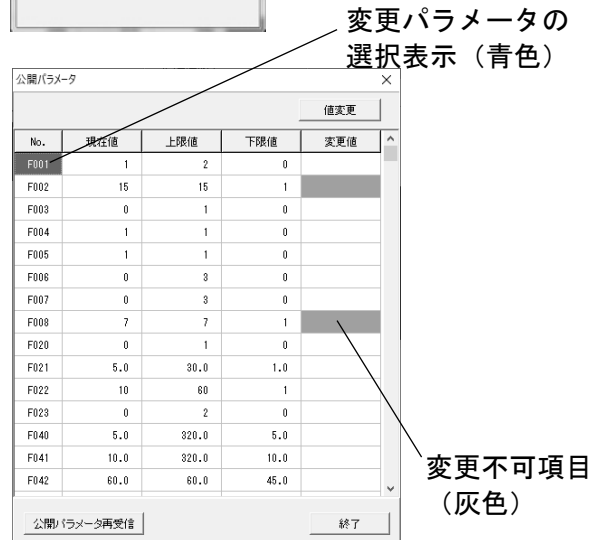 変更パラメータの
選択表示（青色）
公開パラメータ ×
値変更
No. 現在値 上限値 下限値 変更値
F001 1 2 0
F002 15 15 1
F003 0 1 0
F004 1 1 0
F005 1 1 0
F006 0 3 0
F007 0 3 0
F008 7 7 1
F020 0 1 0
F021 5.0 30.0 1.0
F022 10 60 1
F023 0 2 0
F040 5.0 320.0 5.0
F041 10.0 320.0 10.0
F042 60.0 60.0 45.0
変更不可項目
（灰色）
公開パラメータ再受信 終了